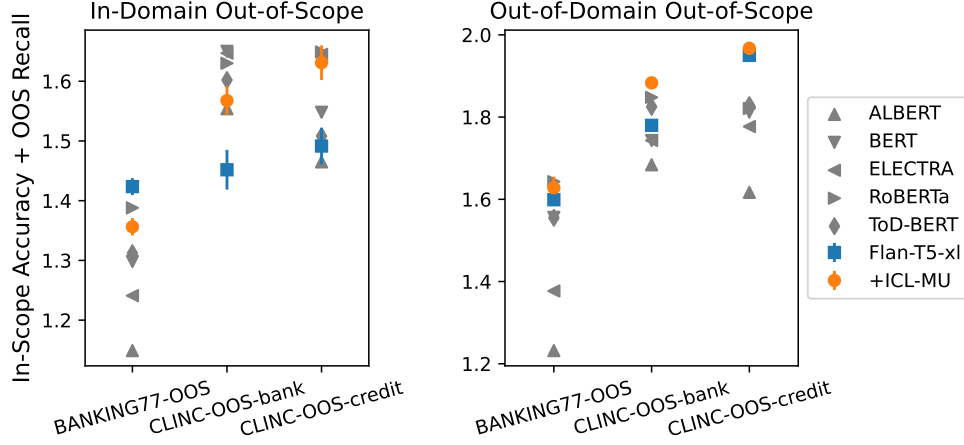 In-Domain Out-of-Scope
In-Scope Accuracy + OOS Recall
1.6
1.5
1.4
1.3
1.2
BANKING77-OOS
CLINC-OOS-bank
CLINC-OOS-credit
Out-of-Domain Out-of-Scope
2.0
1.8
1.6
1.4
1.2
BANKING77-OOS
CLINC-OOS-bank
CLINC-OOS-credit
ALBERT
BERT
ELECTRA
RoBERTa
ToD-BERT
Flan-T5-xl
+ICL-MU